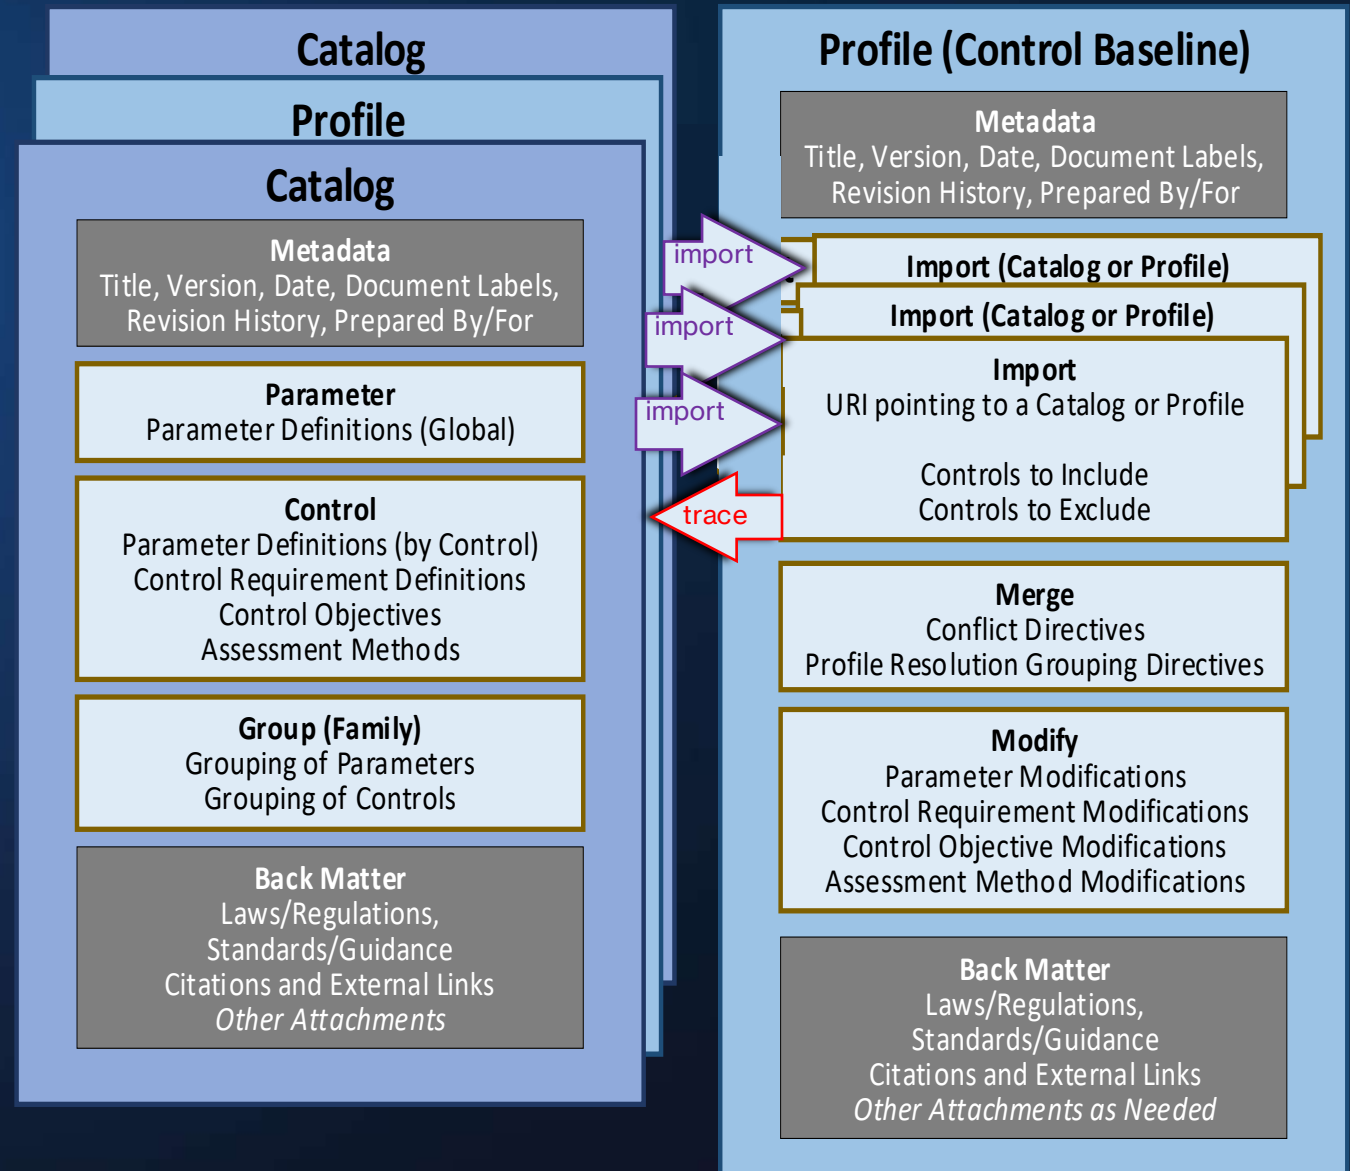 Catalog
Profile
Catalog
Metadata
Title, Version, Date, Document Labels,
Revision History, Prepared By/For
Parameter
Parameter Definitions (Global)
Control
Parameter Definitions (by Control)
Control Requirement Definitions
Control Objectives
Assessment Methods
Group (Family)
Grouping of Parameters
Grouping of Controls
Back Matter
Laws/Regulations,
Standards/Guidance
Citations and External Links
Other Attachments
import
import
import
trace
Profile (Control Baseline)
Metadata
Title, Version, Date, Document Labels,
Revision History, Prepared By/For
Import (Catalog or Profile)
Import (Catalog or Profile)
Import
URI pointing to a Catalog or Profile
Controls to Include
Controls to Exclude
Merge
Conflict Directives
Profile Resolution Grouping Directives
Modify
Parameter Modifications
Control Requirement Modifications
Control Objective Modifications
Assessment Method Modifications
Back Matter
Laws/Regulations,
Standards/Guidance
Citations and External Links
Other Attachments as Needed